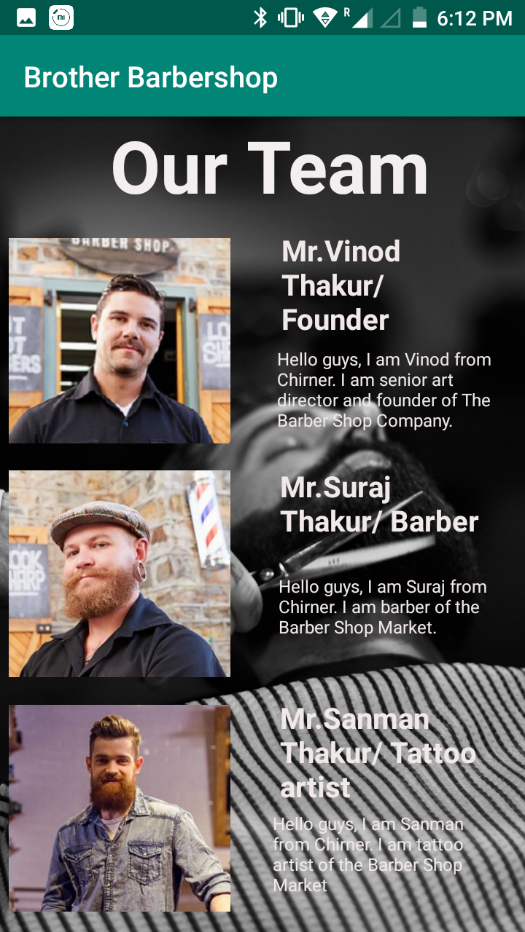 R
6:12 PM
Brother Barbershop
Our Team
BARBER SHOP
Mr.Vinod
Thakur/
Founder
Hello guys, I am Vinod from
Chirner. I am senior art
director and founder of The
Barber Shop Company.
Mr.Suraj
Thakur/ Barber
Hello guys, I am Suraj from
Chirner. I am barber of the
Barber Shop Market.
Mr.Sanman
Thakur/ Tattoo
artist
Hello guys, I am Sanman
from Chirner. I am tattoo
artist of the Barber Shop
Market